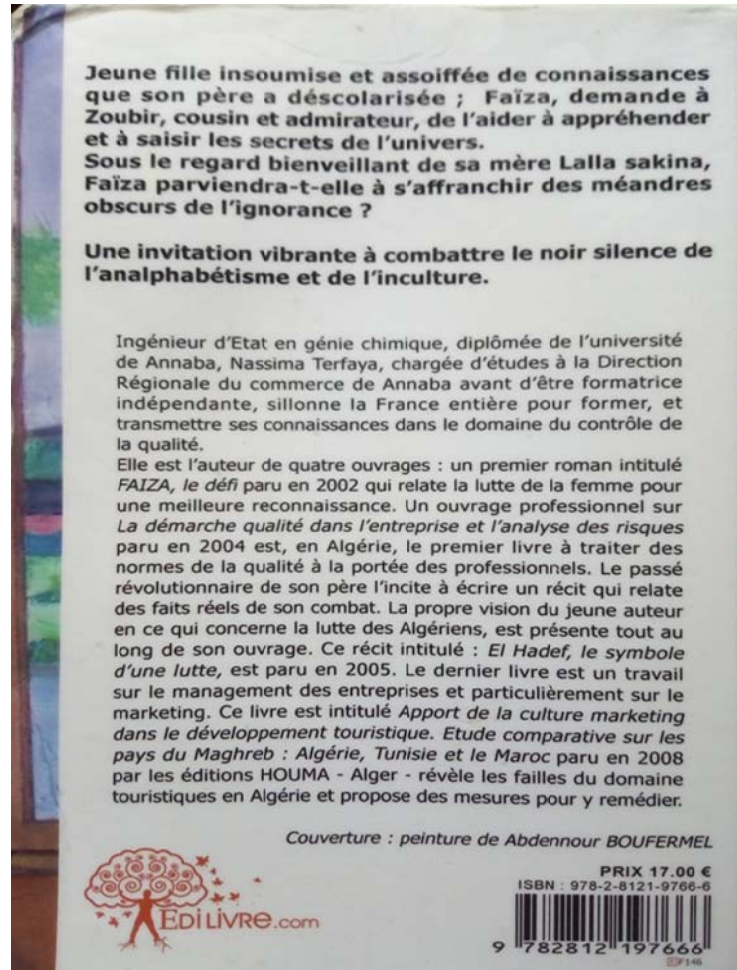 Jeune fille insoumise et assoiffée de connaissances
que son père a déscolarisée ; Faïza, demande à
Zoubir, cousin et admirateur, de l'aider à appréhender
et à saisir les secrets de l'univers.
Sous le regard bienveillant de sa mère Lalla sakina,
Faïza parviendra-t-elle à s'affranchir des méandres
obscurs de l'ignorance ?
Une invitation vibrante à combattre le noir silence de
l'analphabétisme et de l'inculture.
Ingénieur d'Etat en génie chimique, diplômée de l'université
de Annaba, Nassima Terfaya, chargée d'études à la Direction
Régionale du commerce de Annaba avant d'être formatrice
indépendante, sillonne la France entière pour former, et
transmettre ses connaissances dans le domaine du contrôle de
la qualité.
Elle est l'auteur de quatre ouvrages : un premier roman intitulé
FAIZA, le défi paru en 2002 qui relate la lutte de la femme pour
une meilleure reconnaissance. Un ouvrage professionnel sur
La démarche qualité dans l'entreprise et l'analyse des risques
paru en 2004 est, en Algérie, le premier livre à traiter des
normes de la qualité à la portée des professionnels. Le passé
révolutionnaire de son père l'incite à écrire un récit qui relate
des faits réels de son combat. La propre vision du jeune auteur
en ce qui concerne la lutte des Algériens, est présente tout au
long de son ouvrage. Ce récit intitulé : El Hadef, le symbole
d'une lutte, est paru en 2005. Le dernier livre est un travail
sur le management des entreprises et particulièrement sur le
marketing. Ce livre est intitulé Apport de la culture marketing
dans le développement touristique. Etude comparative sur les
pays du Maghreb : Algérie, Tunisie et le Maroc paru en 2008
par les éditions HOUMA - Alger - révèle les failles du domaine
touristiques en Algérie et propose des mesures pour y remédier.
Couverture : peinture de Abdennour BOUFERMEL
PRIX 17.00 €
ISBN : 978-2-8121-9766-6
EDILIVRE.com
9 782812 197666
F146